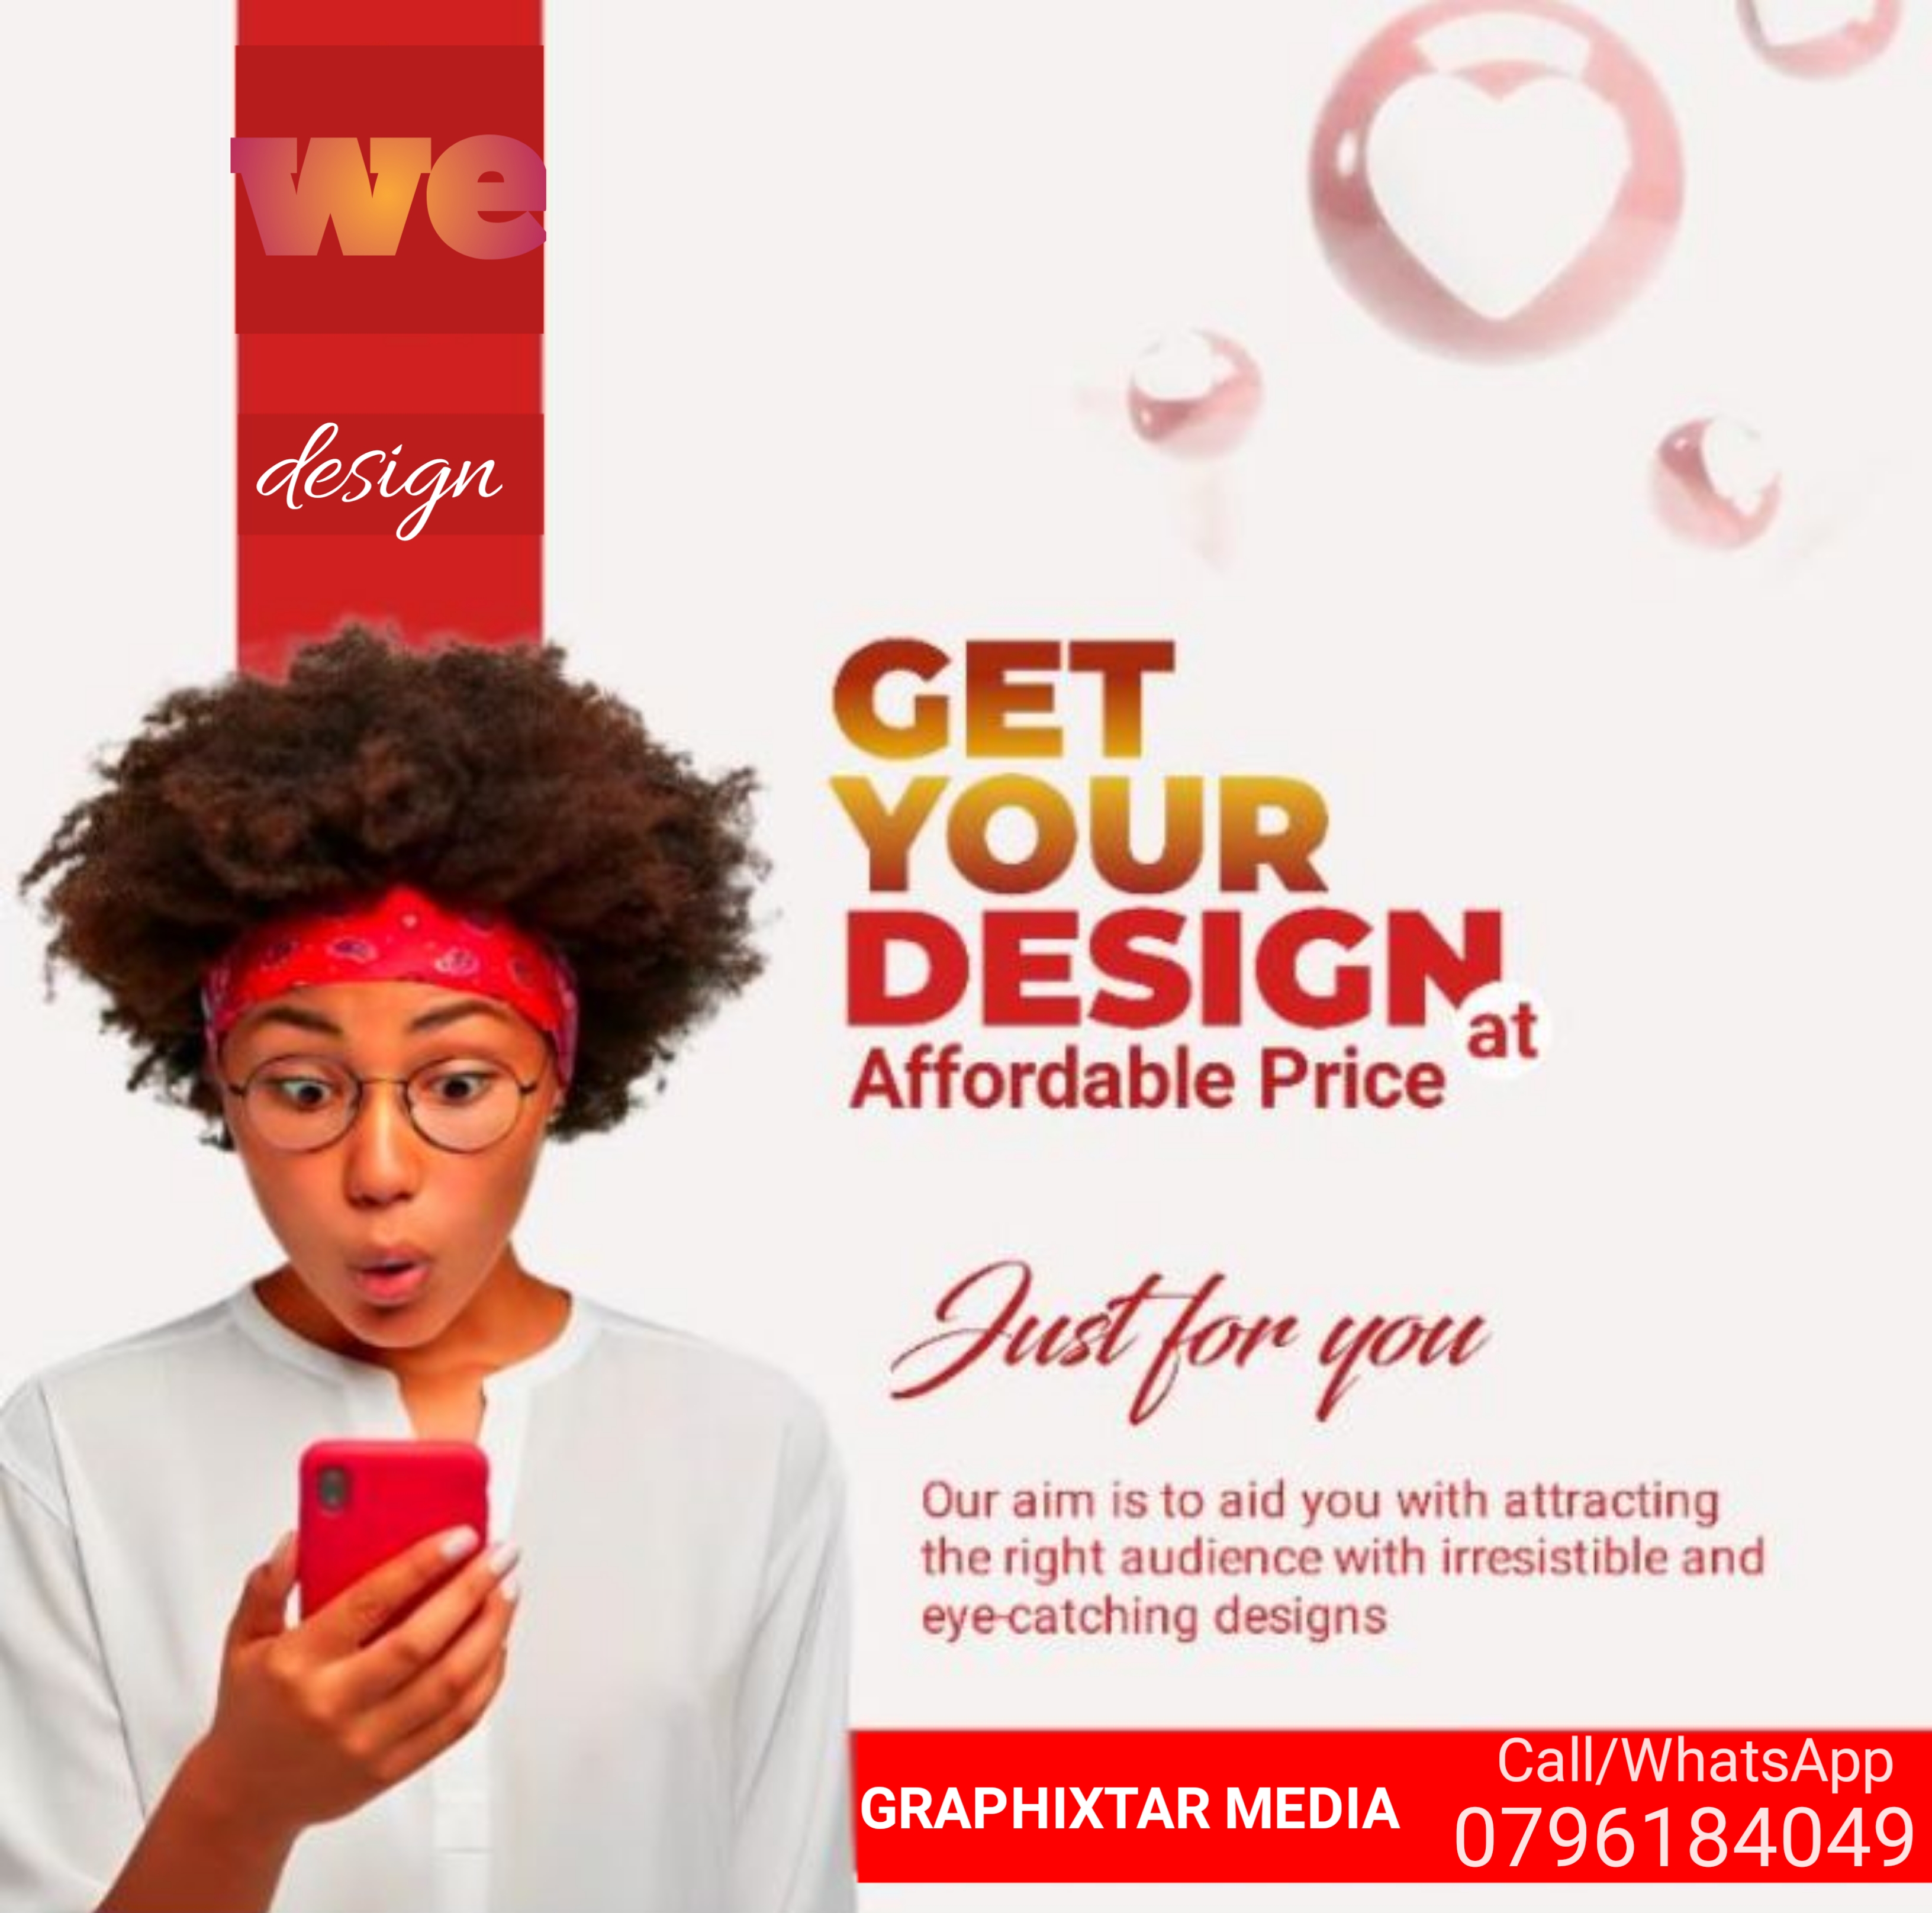 we
design
GET
YOUR
DESIGN
at
Affordable Price
Just for you
Our aim is to aid you with attracting
the right audience with irresistible and
eye-catching designs
GRAPHIXTAR MEDIA
Call/WhatsApp
0796184049